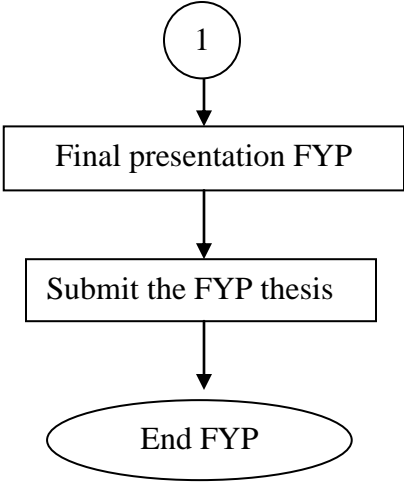 1
Final presentation FYP
Submit the FYP thesis
End FYP